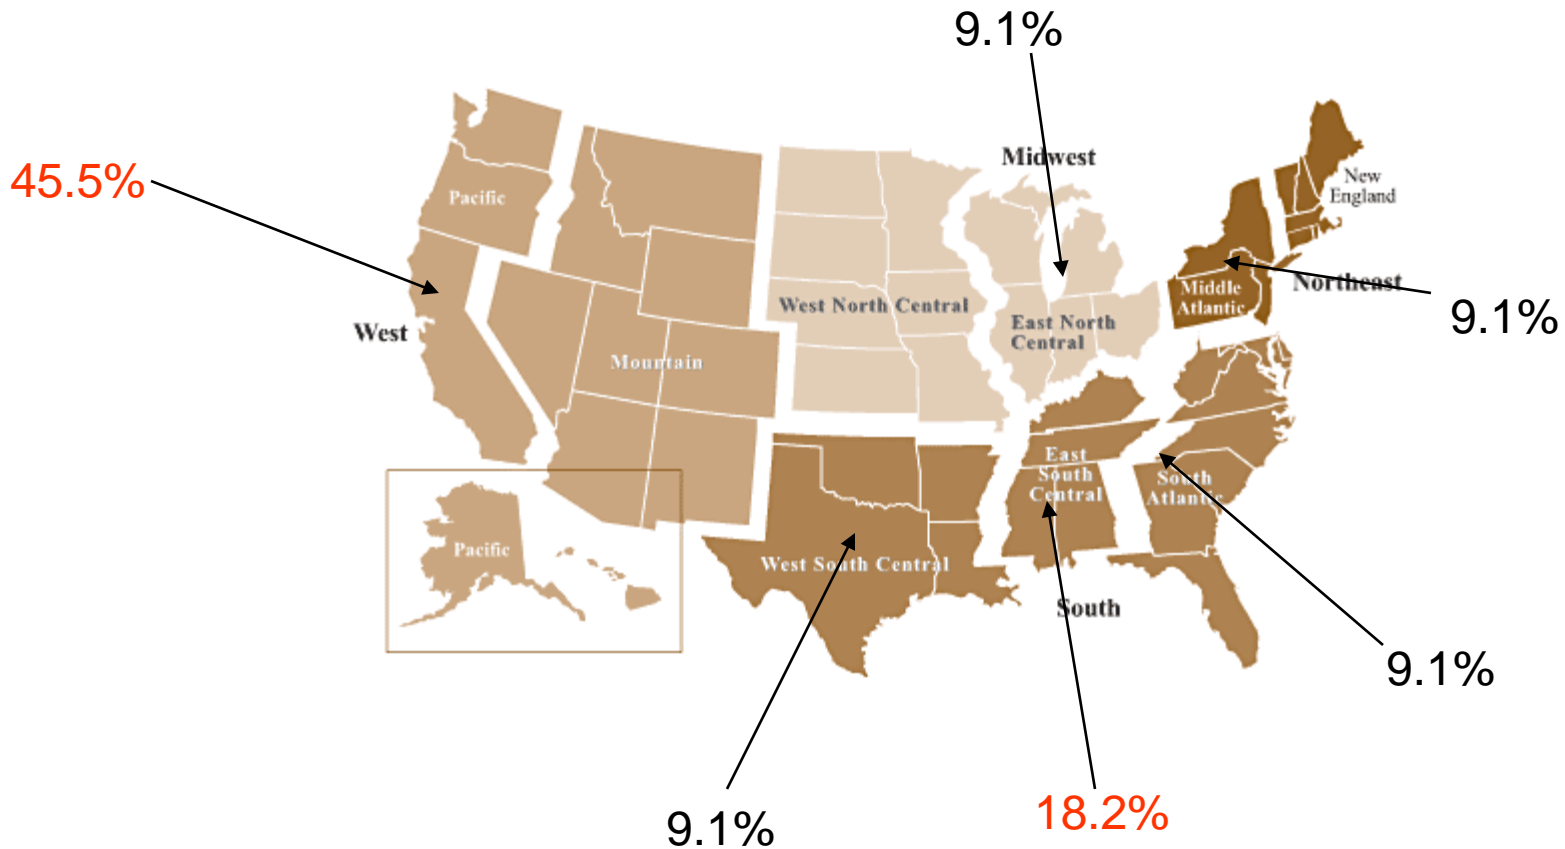 9.1%
Midwest
45.5%
New
England
Pacific
Northeast
Middle
Atlantic
West North Central
9.1%
East North
Central
West
Mountain
East
South
Central
South
Atlantic
Pacific
West South Central
South
9.1%
18.2%
9.1%